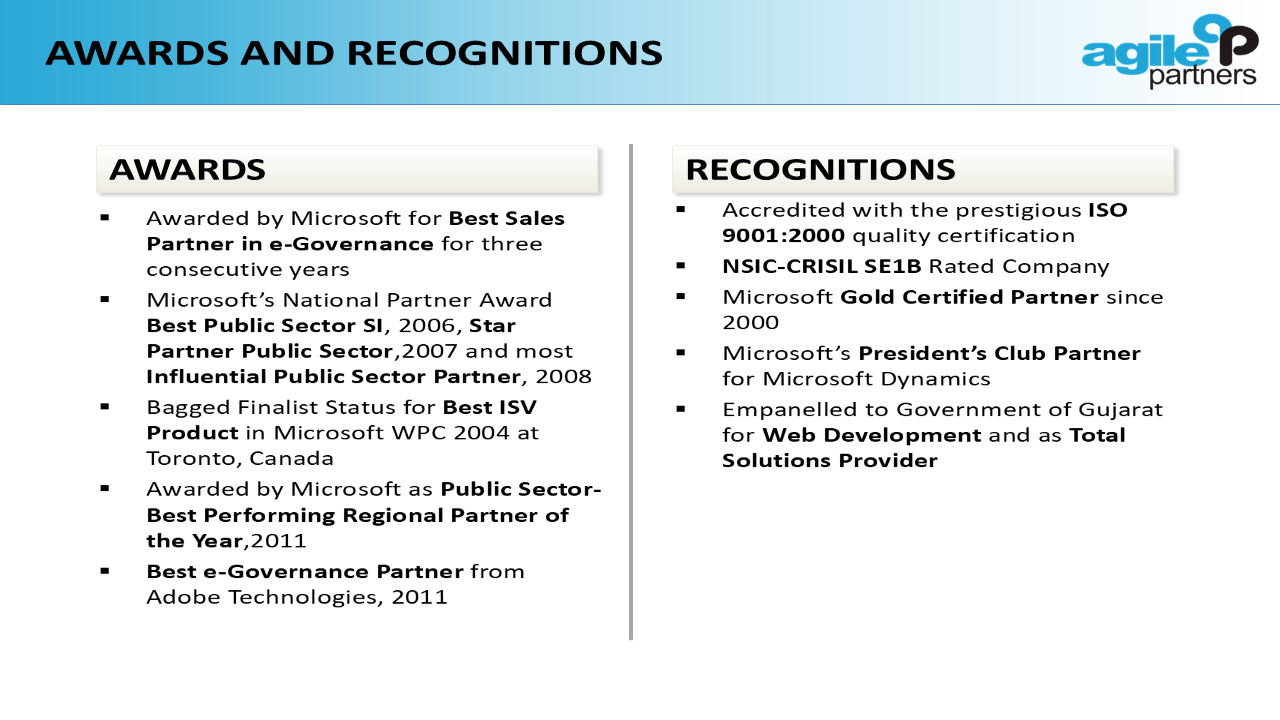 AWARDS AND RECOGNITIONS
agile
partners
AWARDS
▪ Awarded by Microsoft for Best Sales
Partner in e-Governance for three
consecutive years
▪ Microsoft’s National Partner Award
Best Public Sector SI, 2006, Star
Partner Public Sector,2007 and most
Influential Public Sector Partner, 2008
▪ Bagged Finalist Status for Best ISV
Product in Microsoft WPC 2004 at
Toronto, Canada
▪ Awarded by Microsoft as Public Sector-
Best Performing Regional Partner of
the Year,2011
▪ Best e-Governance Partner from
Adobe Technologies, 2011
RECOGNITIONS
▪ Accredited with the prestigious ISO
9001:2000 quality certification
▪ NSIC-CRISIL SE1B Rated Company
▪ Microsoft Gold Certified Partner since
2000
▪ Microsoft’s President’s Club Partner
for Microsoft Dynamics
▪ Empanelled to Government of Gujarat
for Web Development and as Total
Solutions Provider